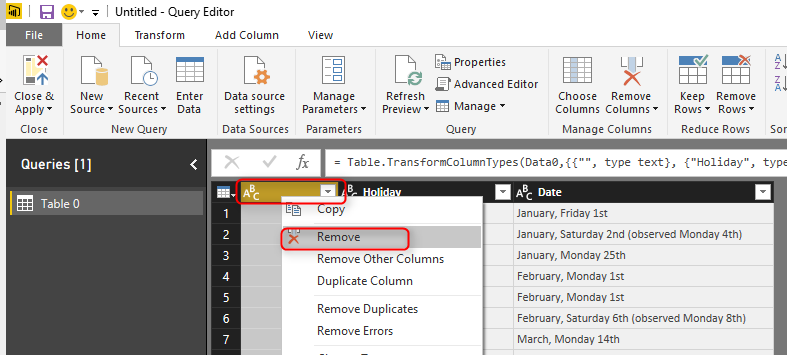 Untitled - Query Editor
File Home Transform Add Column View
Close & Apply New Source Recent Sources Enter Data Data source settings Manage Parameters Refresh Preview Properties Advanced Editor Manage Choose Columns Remove Columns Keep Rows Remove Rows
Close New Query Data Sources Parameters Query Manage Columns Reduce Rows
Queries [1]
fx = Table.TransformColumnTypes(Data0,{{"", type text}, {"Holiday", type
Table 0
ABC ABC Holiday ABC Date
1 January, Friday 1st
2 January, Saturday 2nd (observed Monday 4th)
3 January, Monday 25th
4 February, Monday 1st
5 February, Monday 1st
6 February, Saturday 6th (observed Monday 8th)
7 March, Monday 14th
Copy
Remove
Remove Other Columns
Duplicate Column
Remove Duplicates
Remove Errors